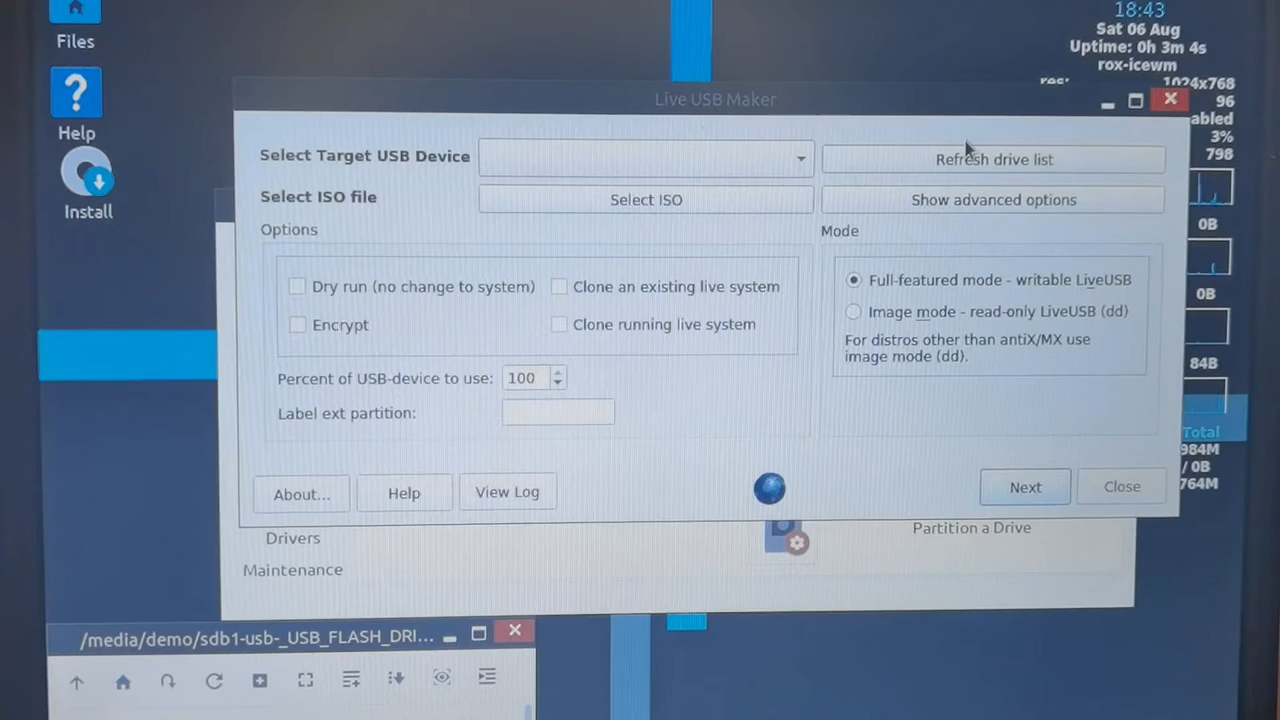 18:43
Sat 06 Aug
Uptime: 0h 3m 4s
rox-icewm
1024x768
96
abled
3%
798
0B
0B
84B
Total
984M
/ 0B
764M
Files
Help
Install
Live USB Maker
Select Target USB Device
Refresh drive list
Select ISO file
Select ISO
Show advanced options
Options
Mode
Dry run (no change to system)
Clone an existing live system
Encrypt
Clone running live system
Full-featured mode - writable LiveUSB
Image mode - read-only LiveUSB (dd)
For distros other than antiX/MX use
image mode (dd).
Percent of USB-device to use: 100
Label ext partition:
About...
Help
View Log
Next
Close
Drivers
Partition a Drive
Maintenance
/media/demo/sdb1-usb-_USB_FLASH_DRI...